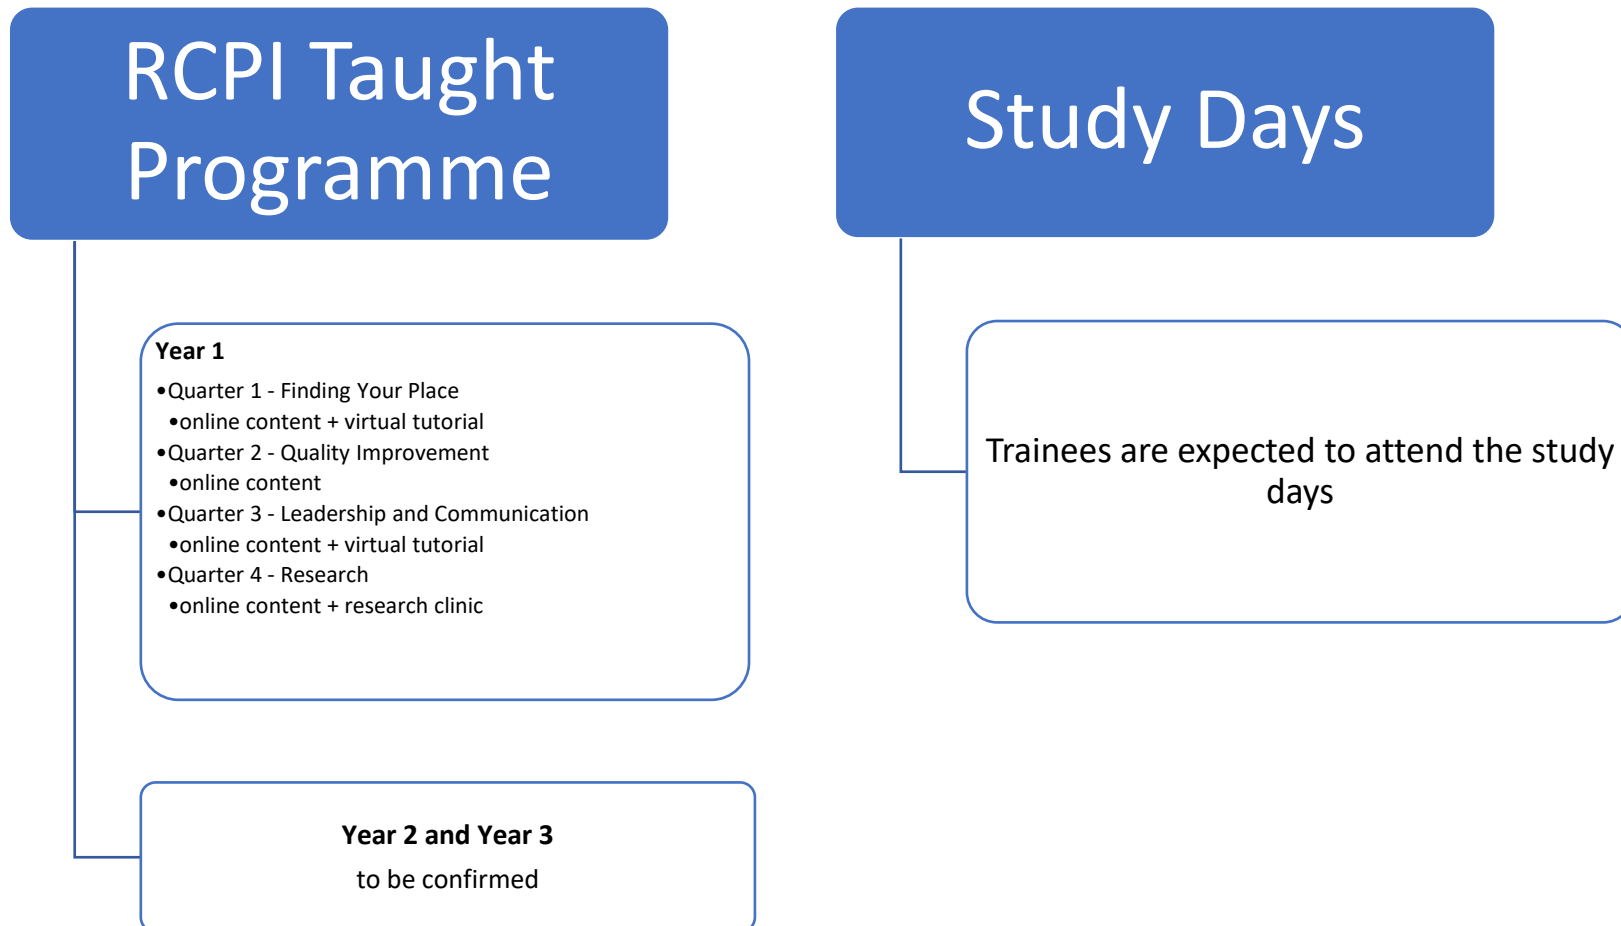 RCPI Taught
Programme
Year 1
•Quarter 1 - Finding Your Place
•online content + virtual tutorial
•Quarter 2 - Quality Improvement
•online content
•Quarter 3 - Leadership and Communication
•online content + virtual tutorial
•Quarter 4 - Research
•online content + research clinic
Year 2 and Year 3
to be confirmed
Study Days
Trainees are expected to attend the study
days